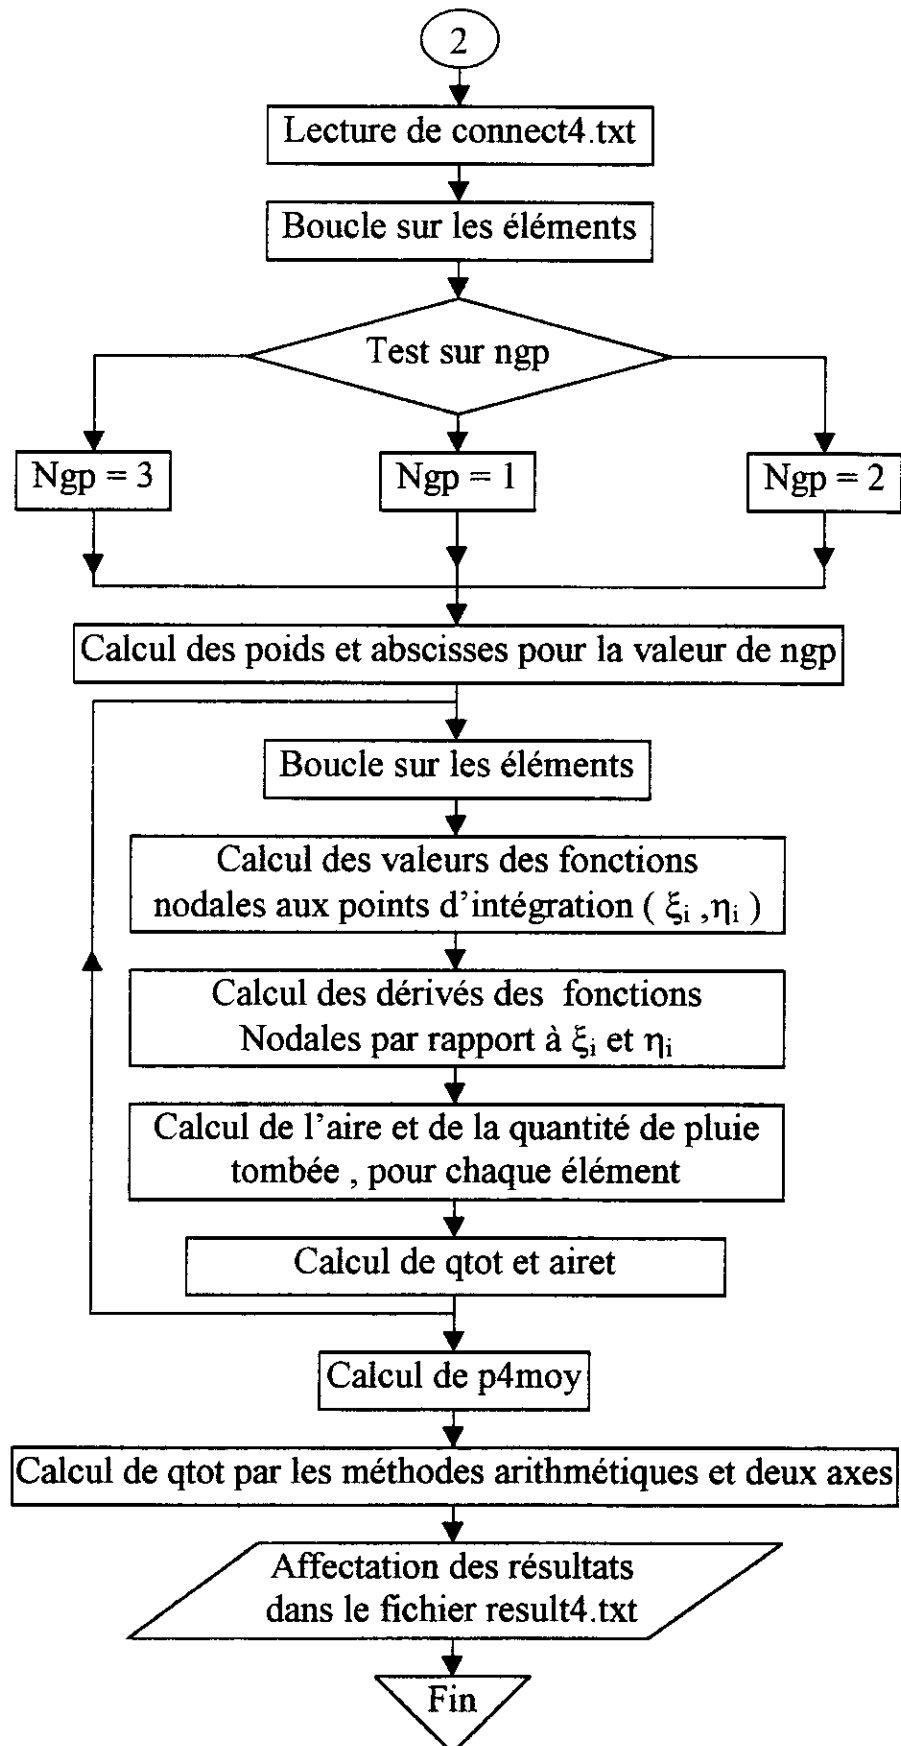 2
Lecture de connect4.txt
Boucle sur les éléments
Test sur ngp
Ngp = 3
Ngp = 1
Ngp = 2
Calcul des poids et abscisses pour la valeur de ngp
Boucle sur les éléments
Calcul des valeurs des fonctions
nodales aux points d'intégration ( ξi ,ηi )
Calcul des dérivés des fonctions
Nodales par rapport à ξi et ηi
Calcul de l'aire et de la quantité de pluie
tombée , pour chaque élément
Calcul de qtot et airet
Calcul de p4moy
Calcul de qtot par les méthodes arithmétiques et deux axes
Affectation des résultats
dans le fichier result4.txt
Fin